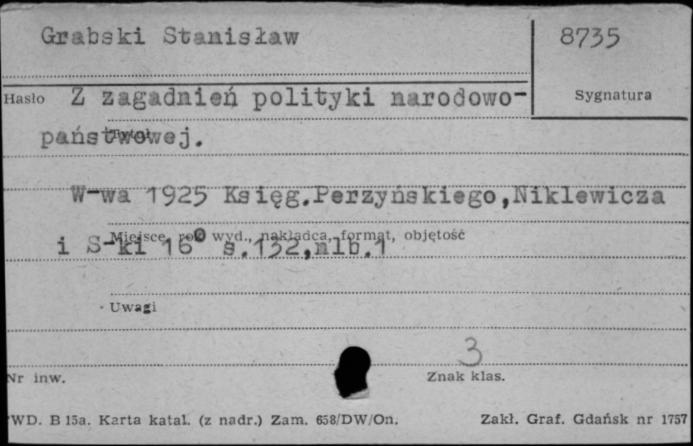 Grabski Stanisław
8735
Hasło Z zagadnień polityki narodowo-
Sygnatura
państwowej.
Tytuł
W-wa 1925 Księg.Perzyńskiego,Niklewicza
Miejsce, rok wyd., nakładca, format, objętość
i S-ki 16⁰ s.132,nlb.1
Uwagi
3
Nr inw.
Znak klas.
WD. B 15a. Karta katal. (z nadr.) Zam. 658/DW/On.
Zakł. Graf. Gdańsk nr 1757